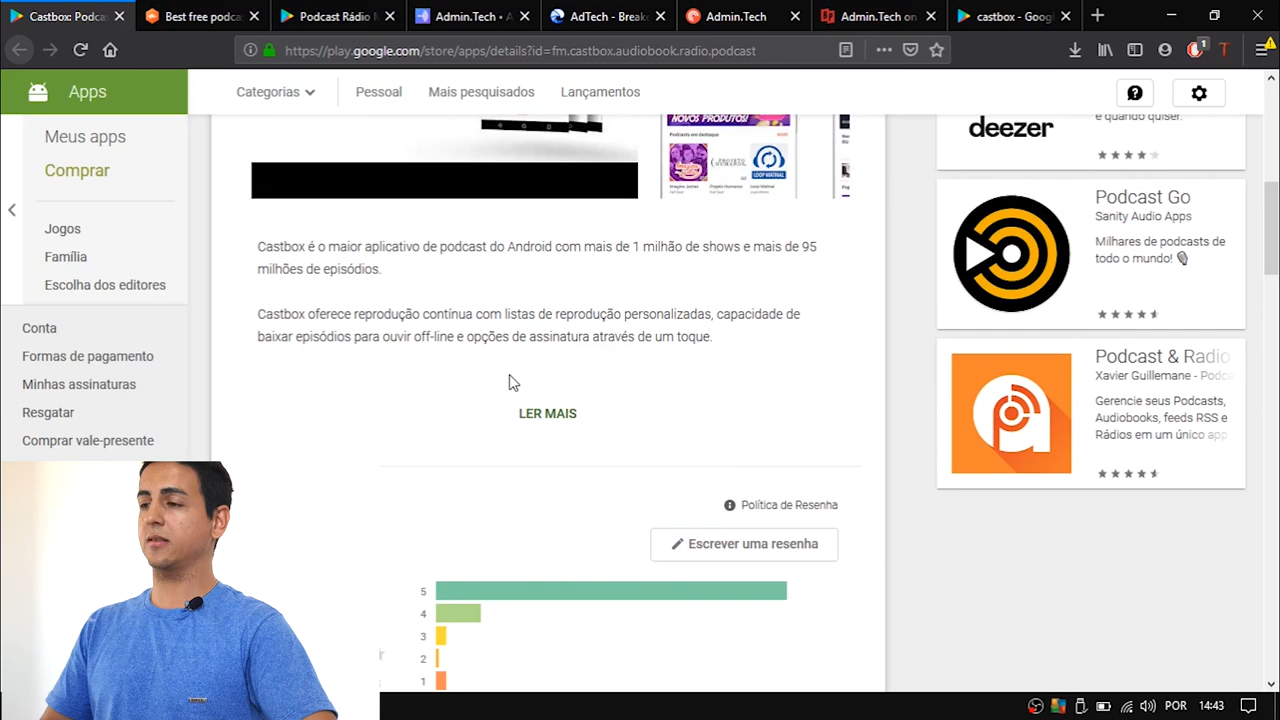 Castbox Podca
Best free podca
Podcast Rádio M
Admin.Tech • A
AdTech - Breake
Admin.Tech
Admin.Tech on
castbox - Googl
https://play.google.com/store/apps/details?id=fm.castbox.audiobook.radio.podcast
1
Apps
Categorias
Pessoal
Mais pesquisados
Lançamentos
Meus apps
Comprar
Jogos
Família
Escolha dos editores
Conta
Formas de pagamento
Minhas assinaturas
Resgatar
Comprar vale-presente
NOVOS PRODUTOS!
Podcasts em destaque
Castbox é o maior aplicativo de podcast do Android com mais de 1 milhão de shows e mais de 95
milhões de episódios.
Castbox oferece reprodução contínua com listas de reprodução personalizadas, capacidade de
baixar episódios para ouvir off-line e opções de assinatura através de um toque.
LER MAIS
Política de Resenha
Escrever uma resenha
5
4
3
2
1
deezer
e quando quiser.
Podcast Go
Sanity Audio Apps
Milhares de podcasts de
todo o mundo!
Podcast & Radio
Xavier Guillemane - Podc
Gerencie seus Podcasts,
Audiobooks, feeds RSS e
Rádios em um único app
POR
14:43